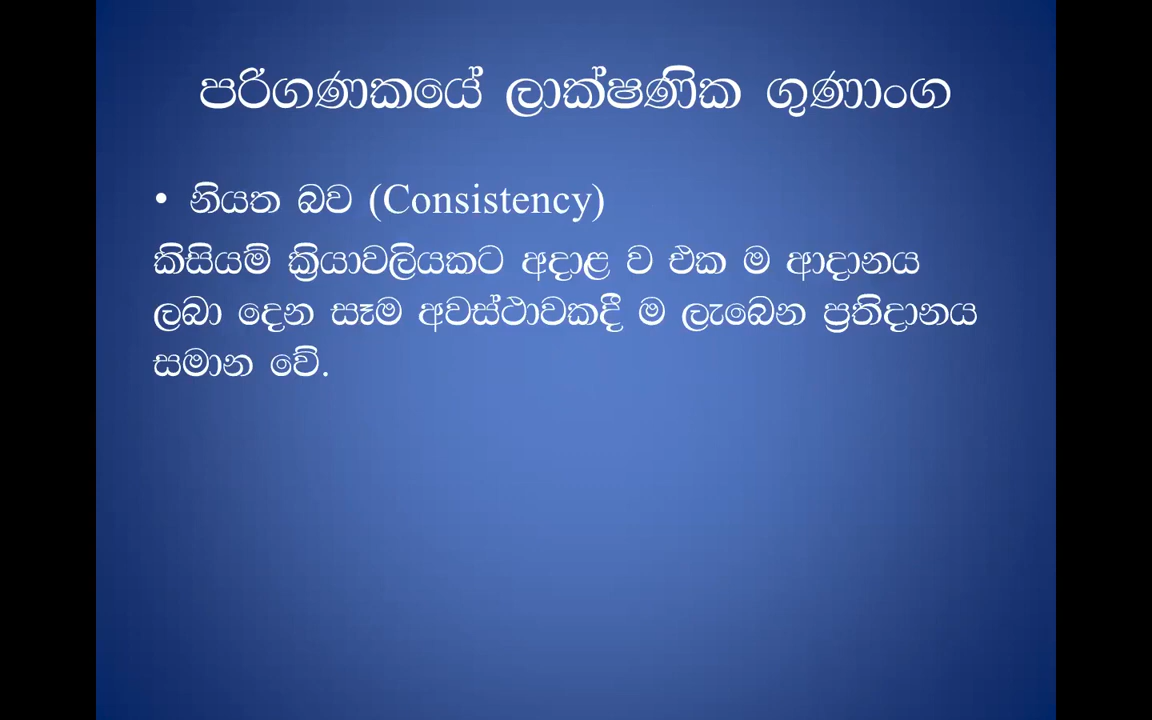 පරිගණකයේ ලාක්ෂණික ගුණාංග
• නියත බව (Consistency)
කිසියම් ක්‍රියාවලියකට අදාළ ව එක ම ආදානය
ලබා දෙන සෑම අවස්ථාවකදී ම ලැබෙන ප්‍රතිදානය
සමාන වේ.